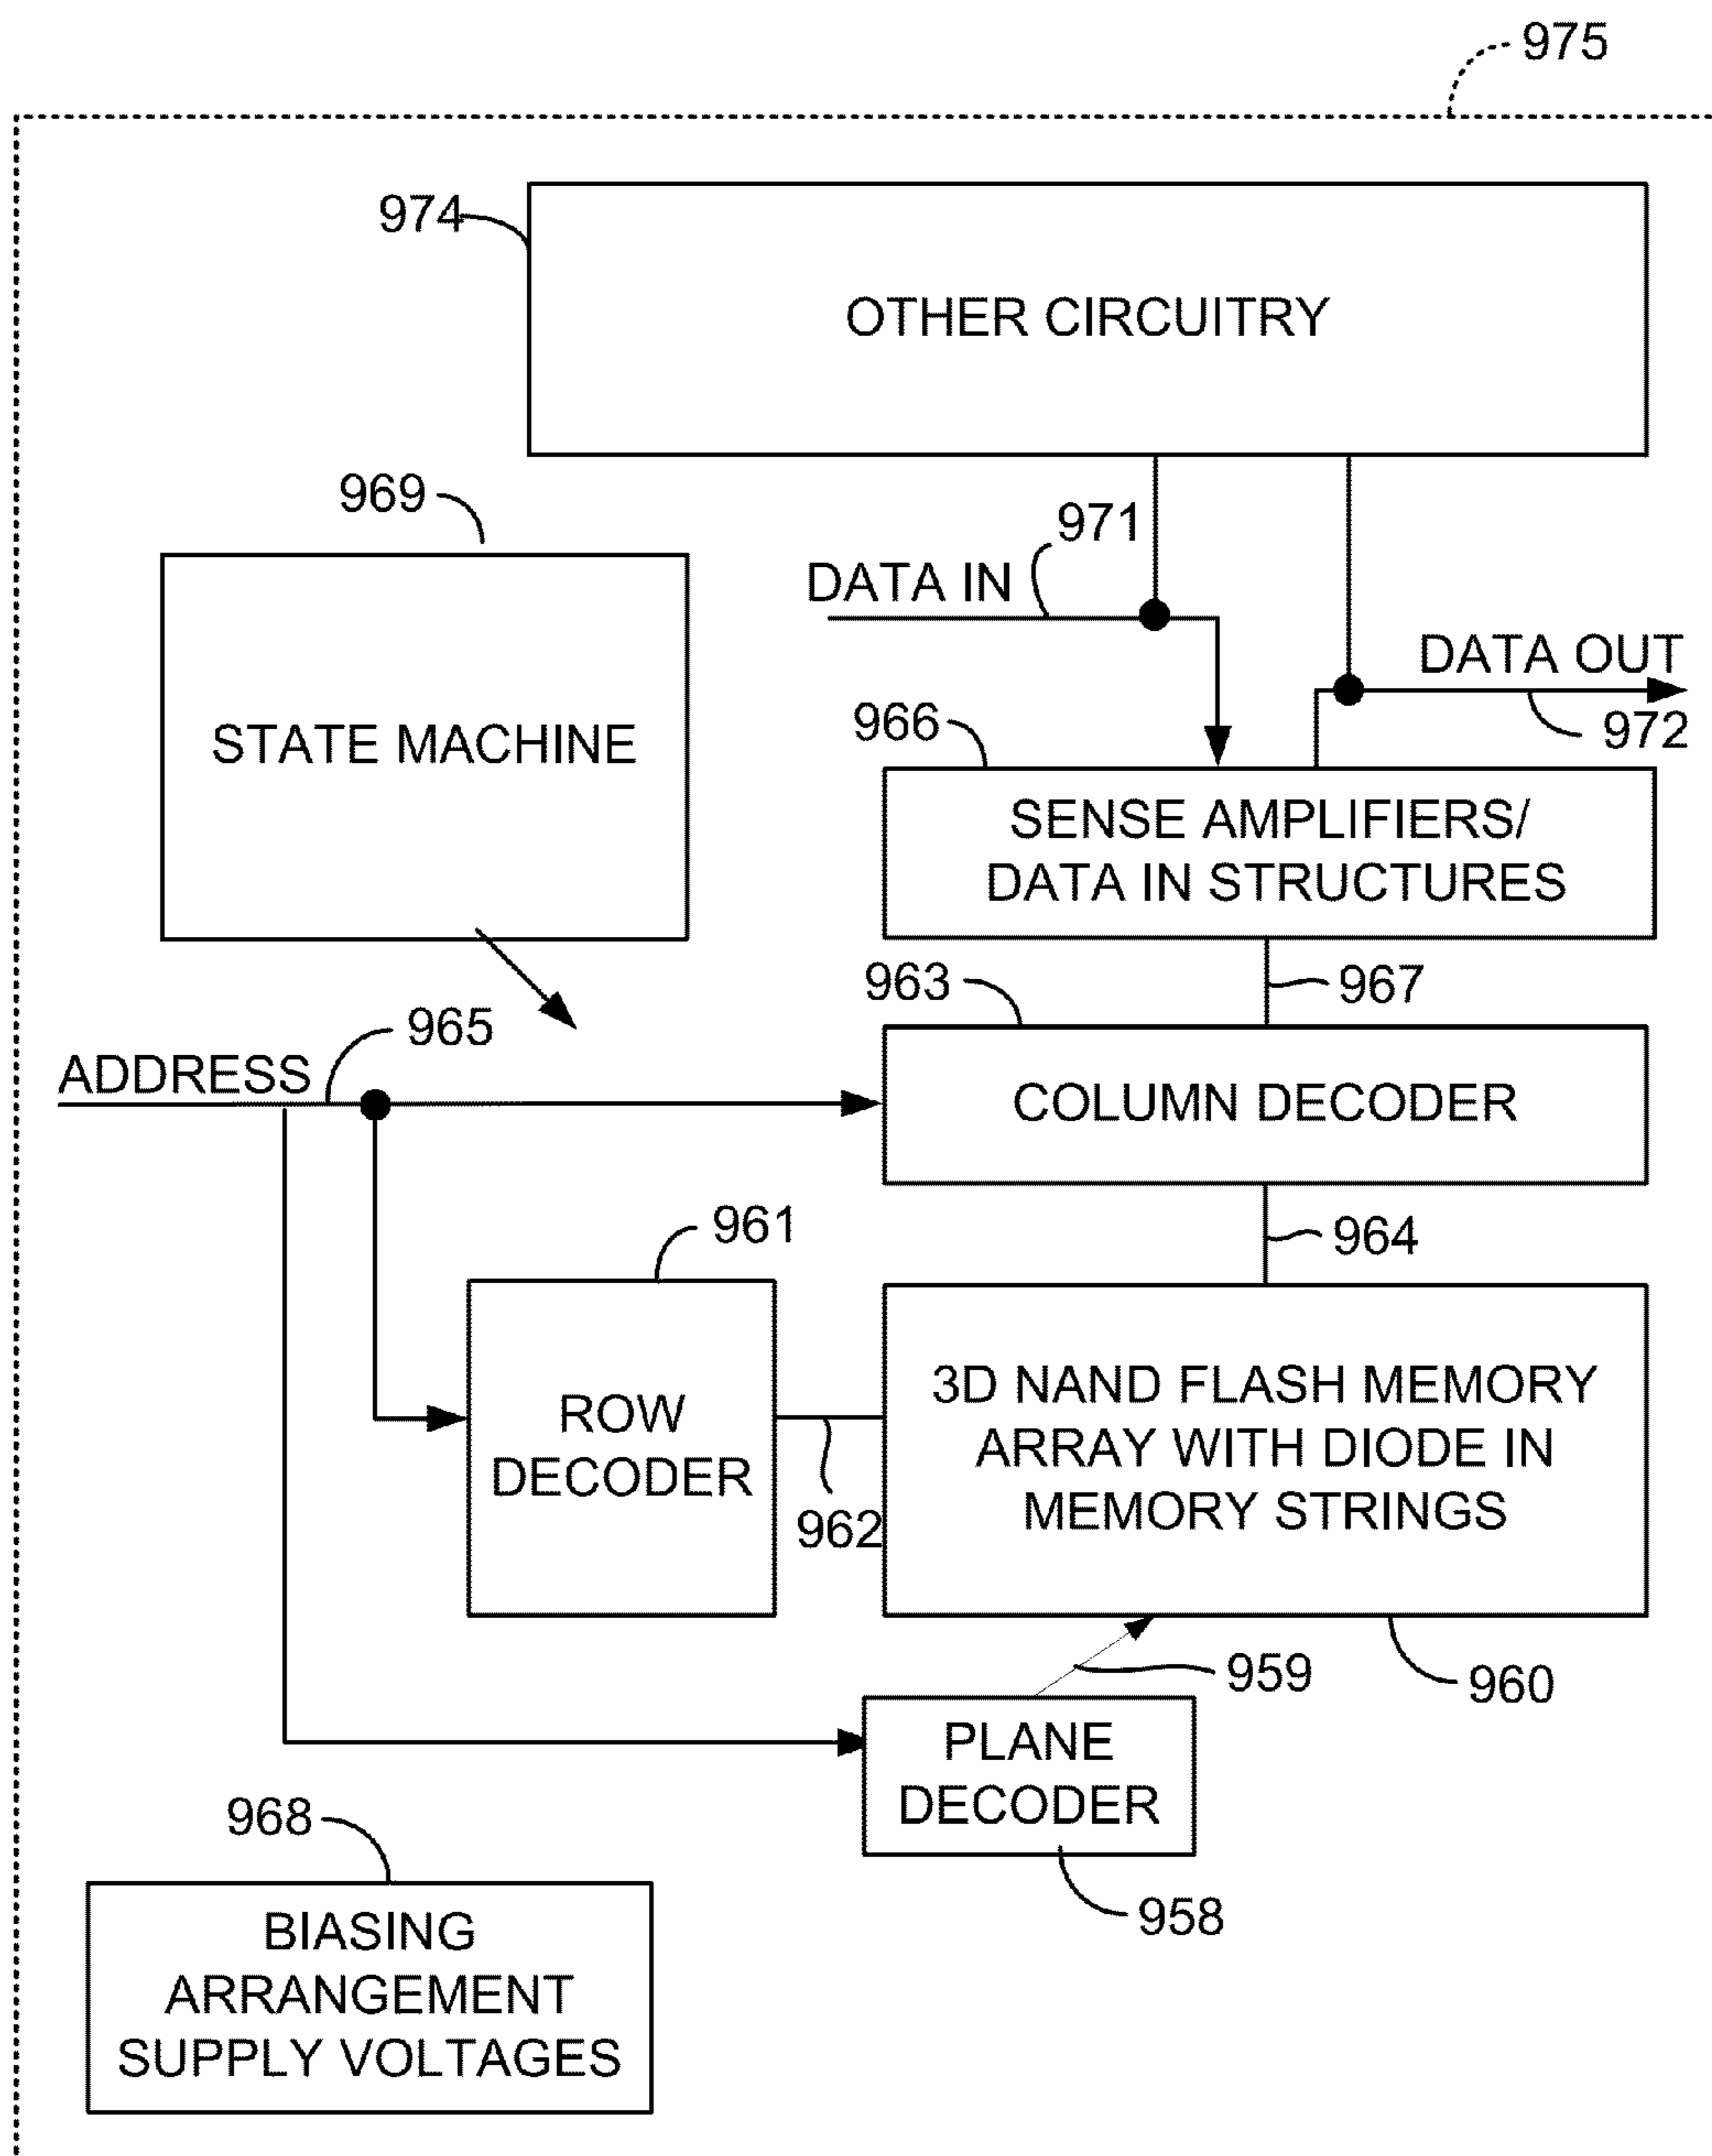 975
974
OTHER CIRCUITRY
969
971
DATA IN
STATE MACHINE
DATA OUT
972
966
SENSE AMPLIFIERS/
DATA IN STRUCTURES
963
967
965
ADDRESS
COLUMN DECODER
961
964
ROW
DECODER
962
3D NAND FLASH MEMORY
ARRAY WITH DIODE IN
MEMORY STRINGS
959
960
PLANE
DECODER
958
968
BIASING
ARRANGEMENT
SUPPLY VOLTAGES